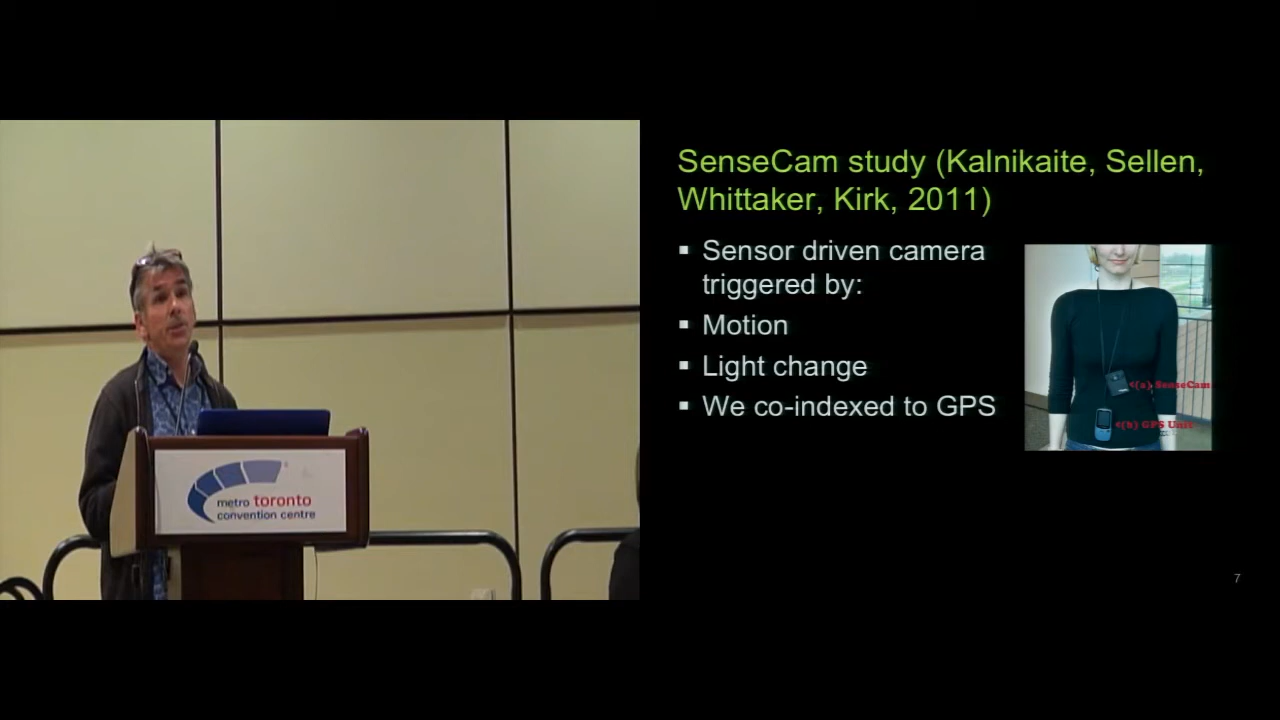 metro toronto
convention centre
SenseCam study (Kalnikaite, Sellen,
Whittaker, Kirk, 2011)
▪ Sensor driven camera
triggered by:
▪ Motion
▪ Light change
▪ We co-indexed to GPS
(a) SenseCam
(b) GPS Unit
7